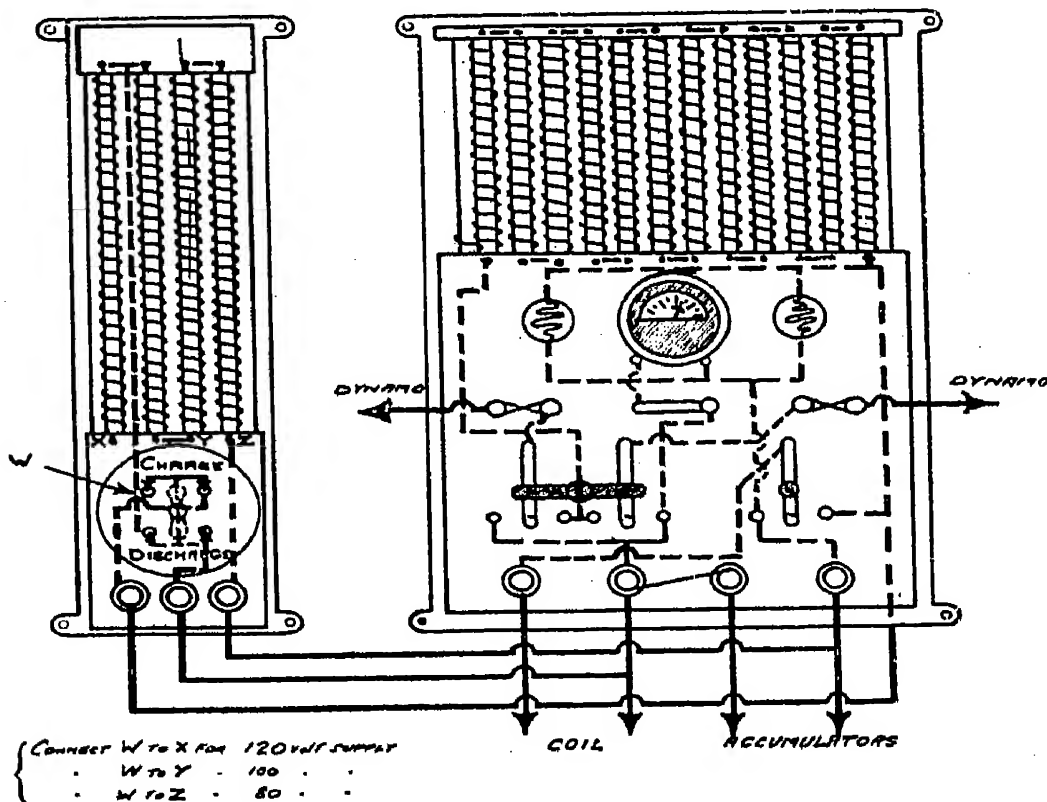 DYNAMO
DYNAMO
W
X Y Z
CHARGE
DISCHARGE
COIL
ACCUMULATORS
{ CONNECT W TO X FOR 120 VOLT SUPPLY
" W TO Y " 100 " "
" W TO Z " 80 " "